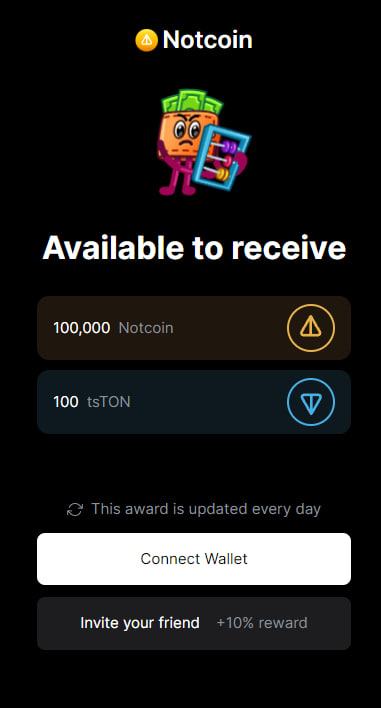 Notcoin
Available to receive
100,000 Notcoin
100 tsTON
This award is updated every day
Connect Wallet
Invite your friend +10% reward